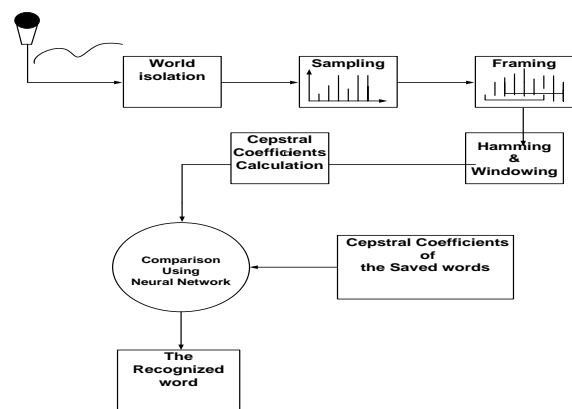 World
isolation
Sampling
Framing
Hamming
&
Windowing
Cepstral
Coefficients
Calculation
Comparison
Using
Neural Network
Cepstral Coefficients
of
the Saved words
The
Recognized
word